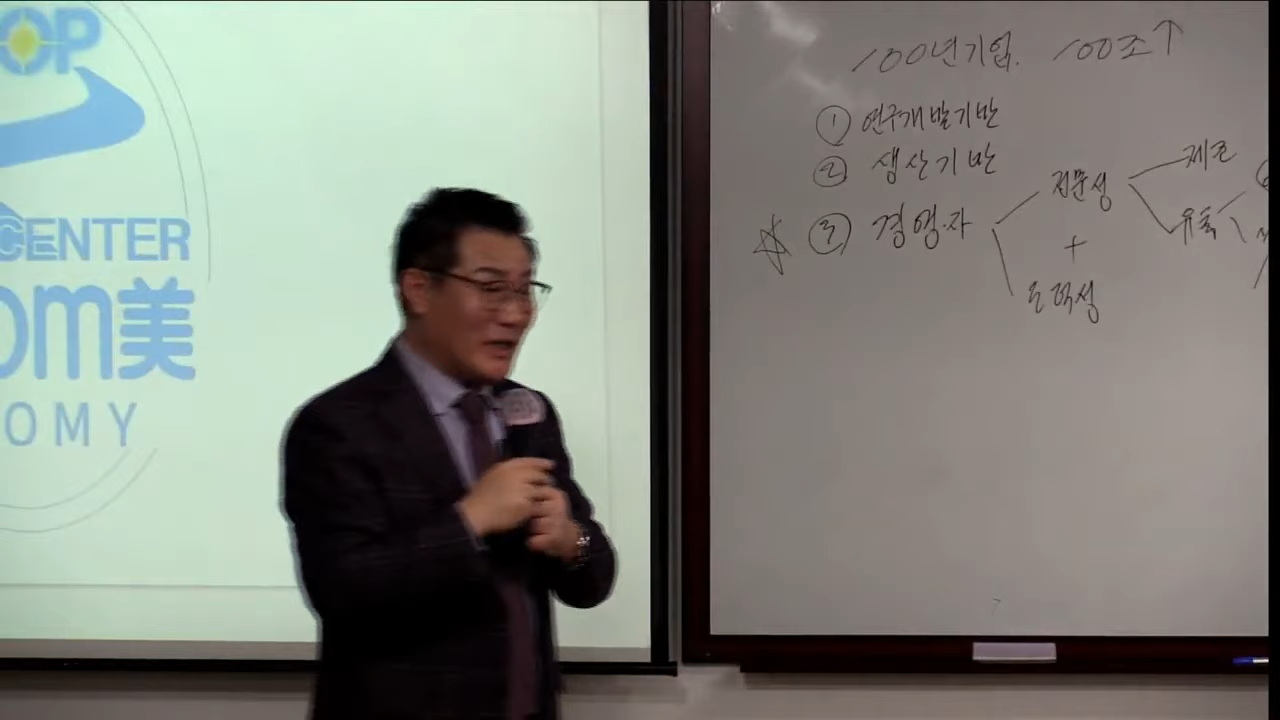 OP
CENTER
om美
OMY
100년기업. 100조↑
① 연구개발기반
② 생산기반
☆ ③ 경영자
전문성
+
도덕성
제조
유통